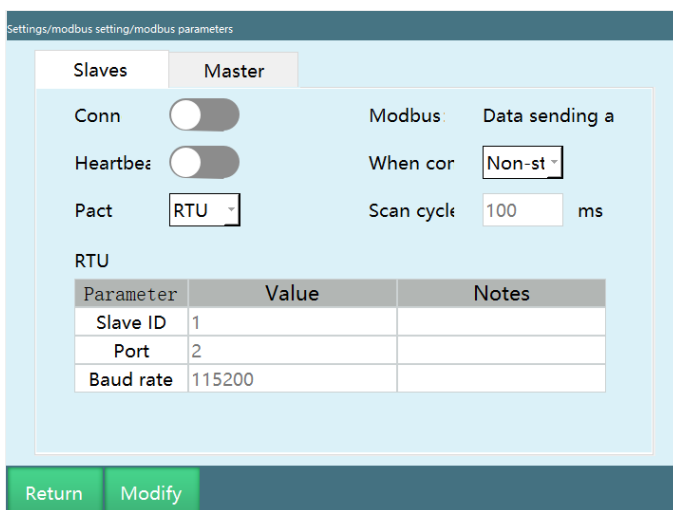 Settings/modbus setting/modbus parameters
Slaves Master
Conn Modbus: Data sending a
Heartbea When cor Non-st
Pact RTU Scan cycle 100 ms
RTU
Parameter Value Notes
Slave ID 1
Port 2
Baud rate 115200
Return Modify